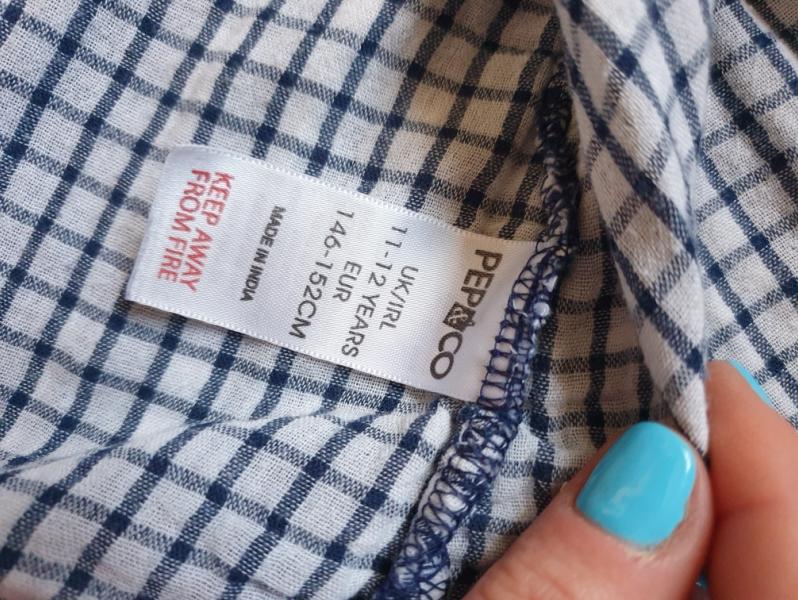 PEP&CO
UK/IRL
11-12 YEARS
EUR
146-152CM
MADE IN INDIA
KEEP AWAY
FROM FIRE